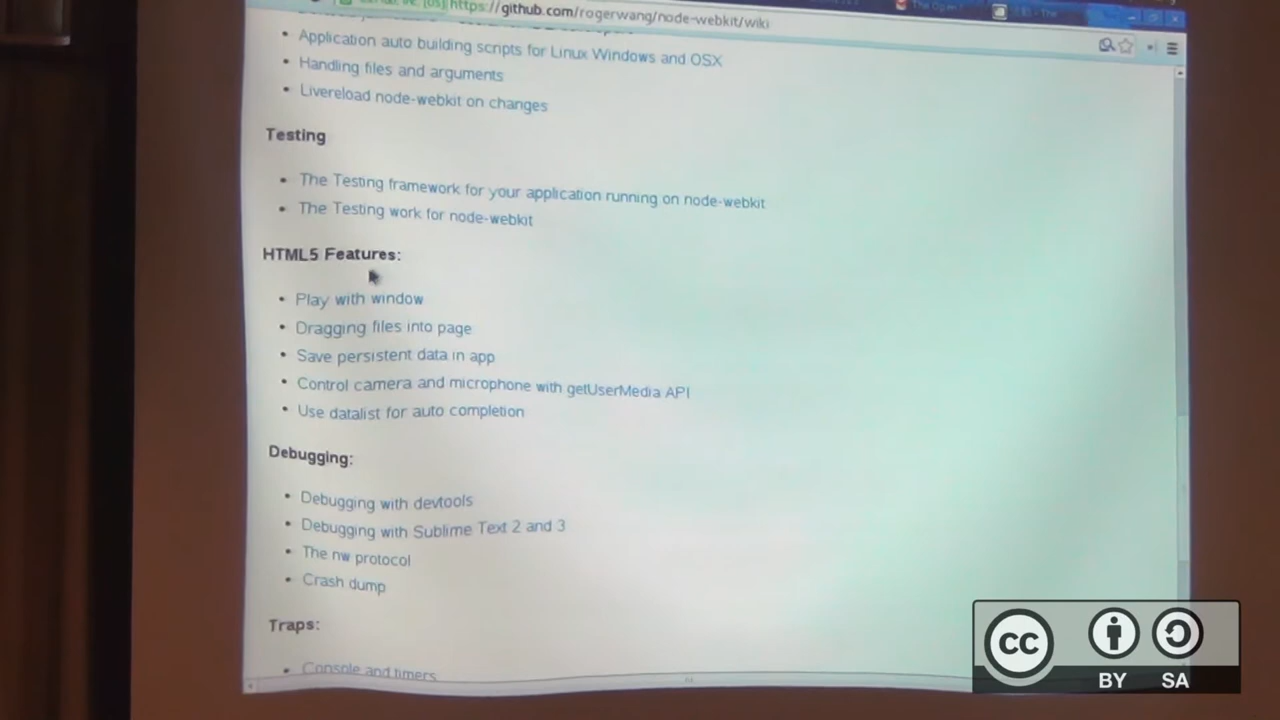 https://github.com/rogerwang/node-webkit/wiki
Application auto building scripts for Linux Windows and OSX
Handling files and arguments
Livereload node-webkit on changes
Testing
The Testing framework for your application running on node-webkit
The Testing work for node-webkit
HTML5 Features:
Play with window
Dragging files into page
Save persistent data in app
Control camera and microphone with getUserMedia API
Use datalist for auto completion
Debugging:
Debugging with devtools
Debugging with Sublime Text 2 and 3
The nw protocol
Crash dump
Traps:
Console and timers
CC
BY SA